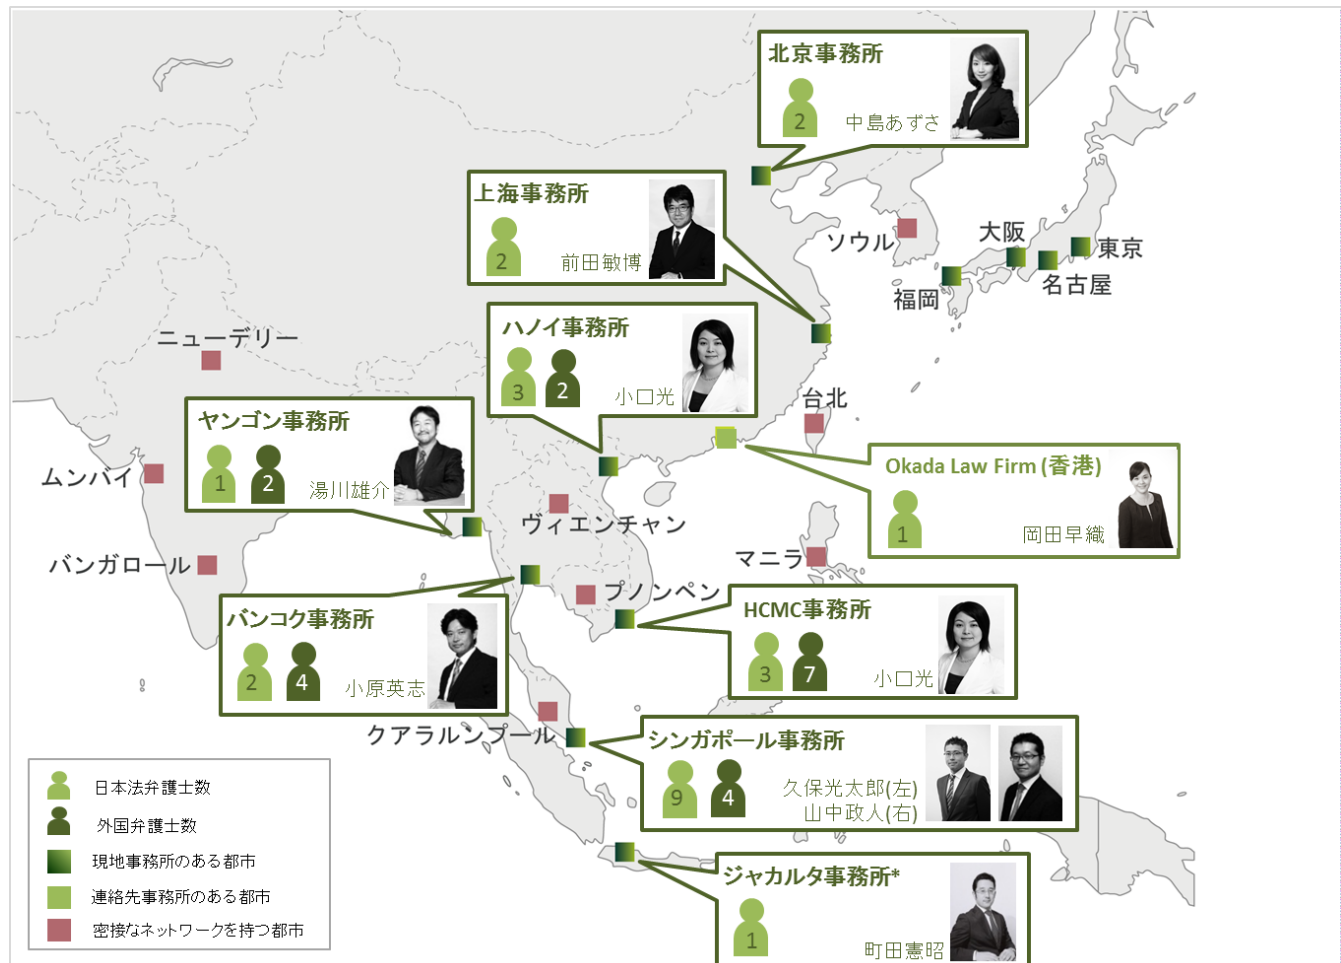 北京事務所
2
中島あずさ
上海事務所
2
前田敏博
ソウル
大阪
東京
名古屋
福岡
ハノイ事務所
3
2
小口光
ニューデリー
台北
ヤンゴン事務所
1
2
湯川雄介
Okada Law Firm (香港)
1
岡田早織
ムンバイ
ヴィエンチャン
マニラ
バンガロール
プノンペン
バンコク事務所
2
4
小原英志
HCMC事務所
3
7
小口光
クアラルンプール
シンガポール事務所
9
4
久保光太郎(左)
山中政人(右)
ジャカルタ事務所*
1
町田憲昭
日本法弁護士数
外国弁護士数
現地事務所のある都市
連絡先事務所のある都市
密接なネットワークを持つ都市